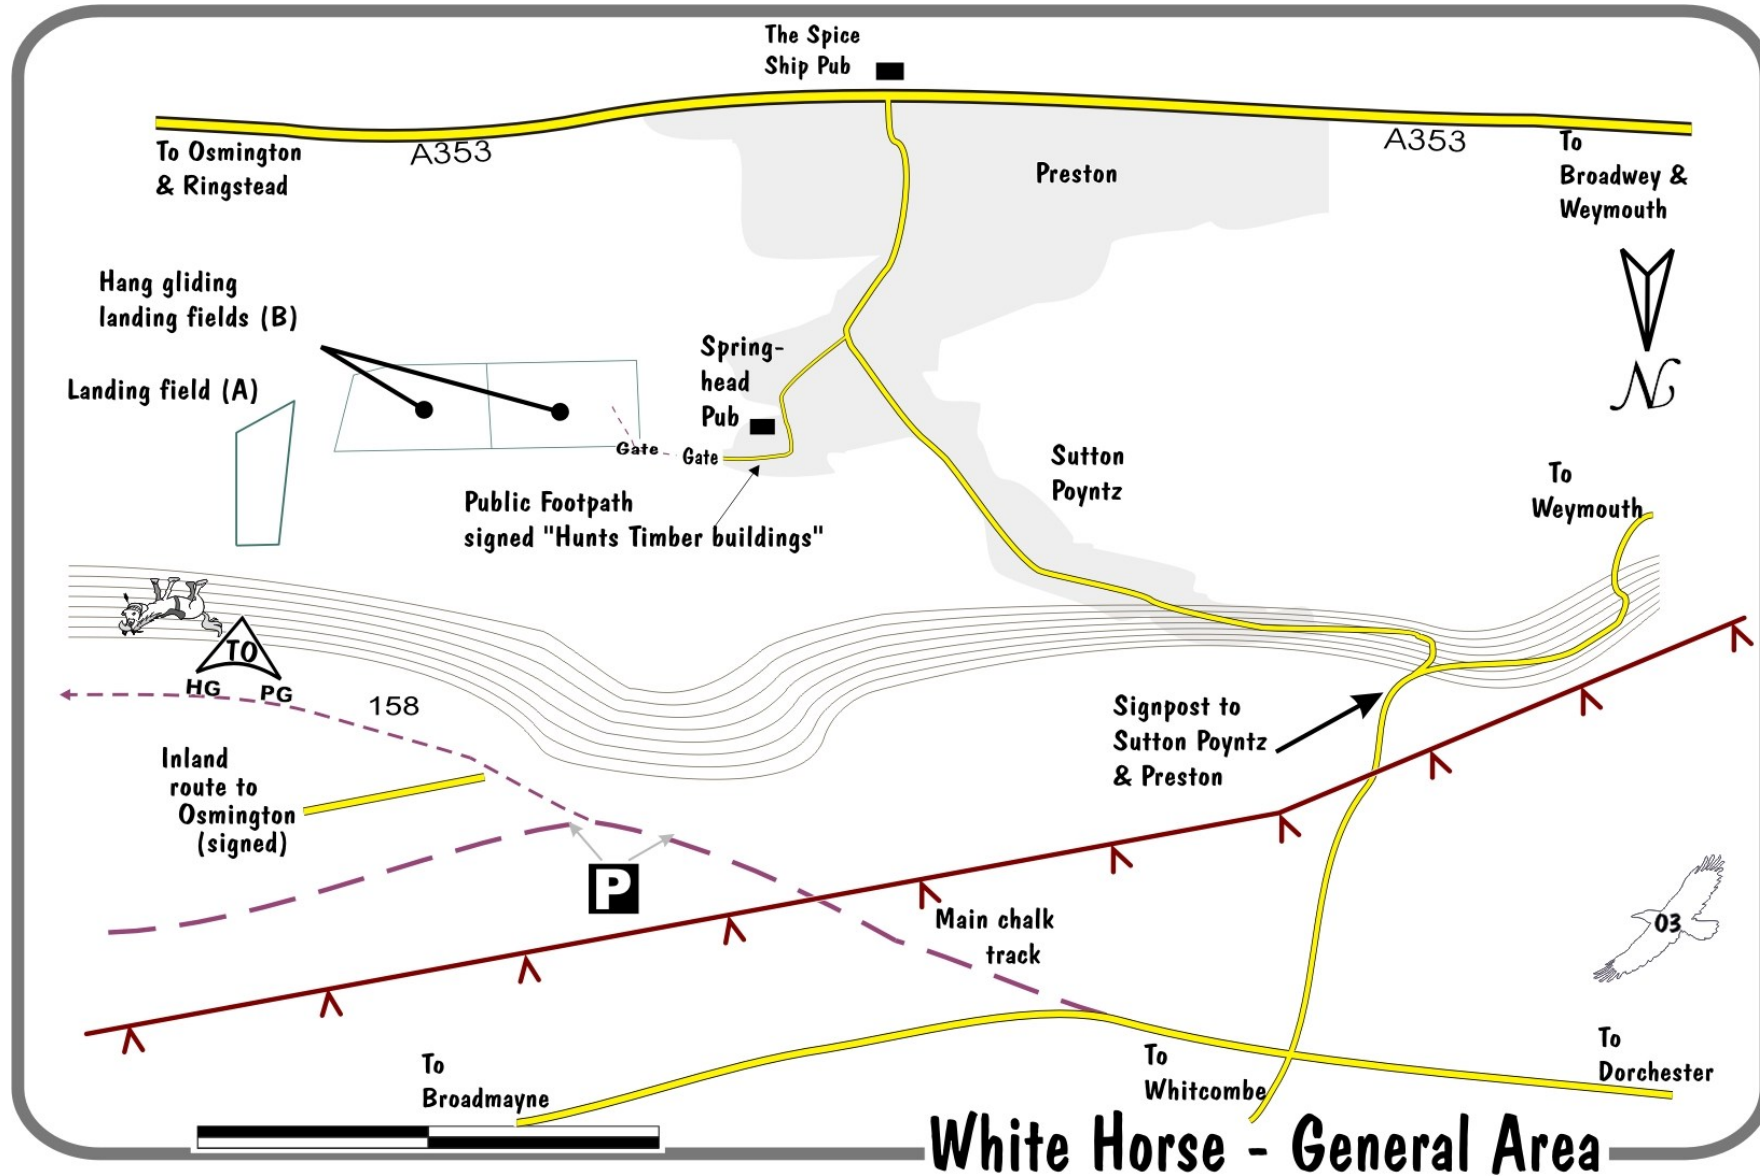 The Spice
Ship Pub
To Osmington
& Ringstead
A353
A353
To
Broadwey &
Weymouth
Preston
Hang gliding
landing fields (B)
Landing field (A)
Spring-
head
Pub
Gate
Gate
N
Sutton
Poyntz
To
Weymouth
Public Footpath
signed "Hunts Timber buildings"
TO
HG
PG
158
Signpost to
Sutton Poyntz
& Preston
Inland
route to
Osmington
(signed)
P
Main chalk
track
03
To
Broadmayne
To
Whitcombe
To
Dorchester
White Horse - General Area